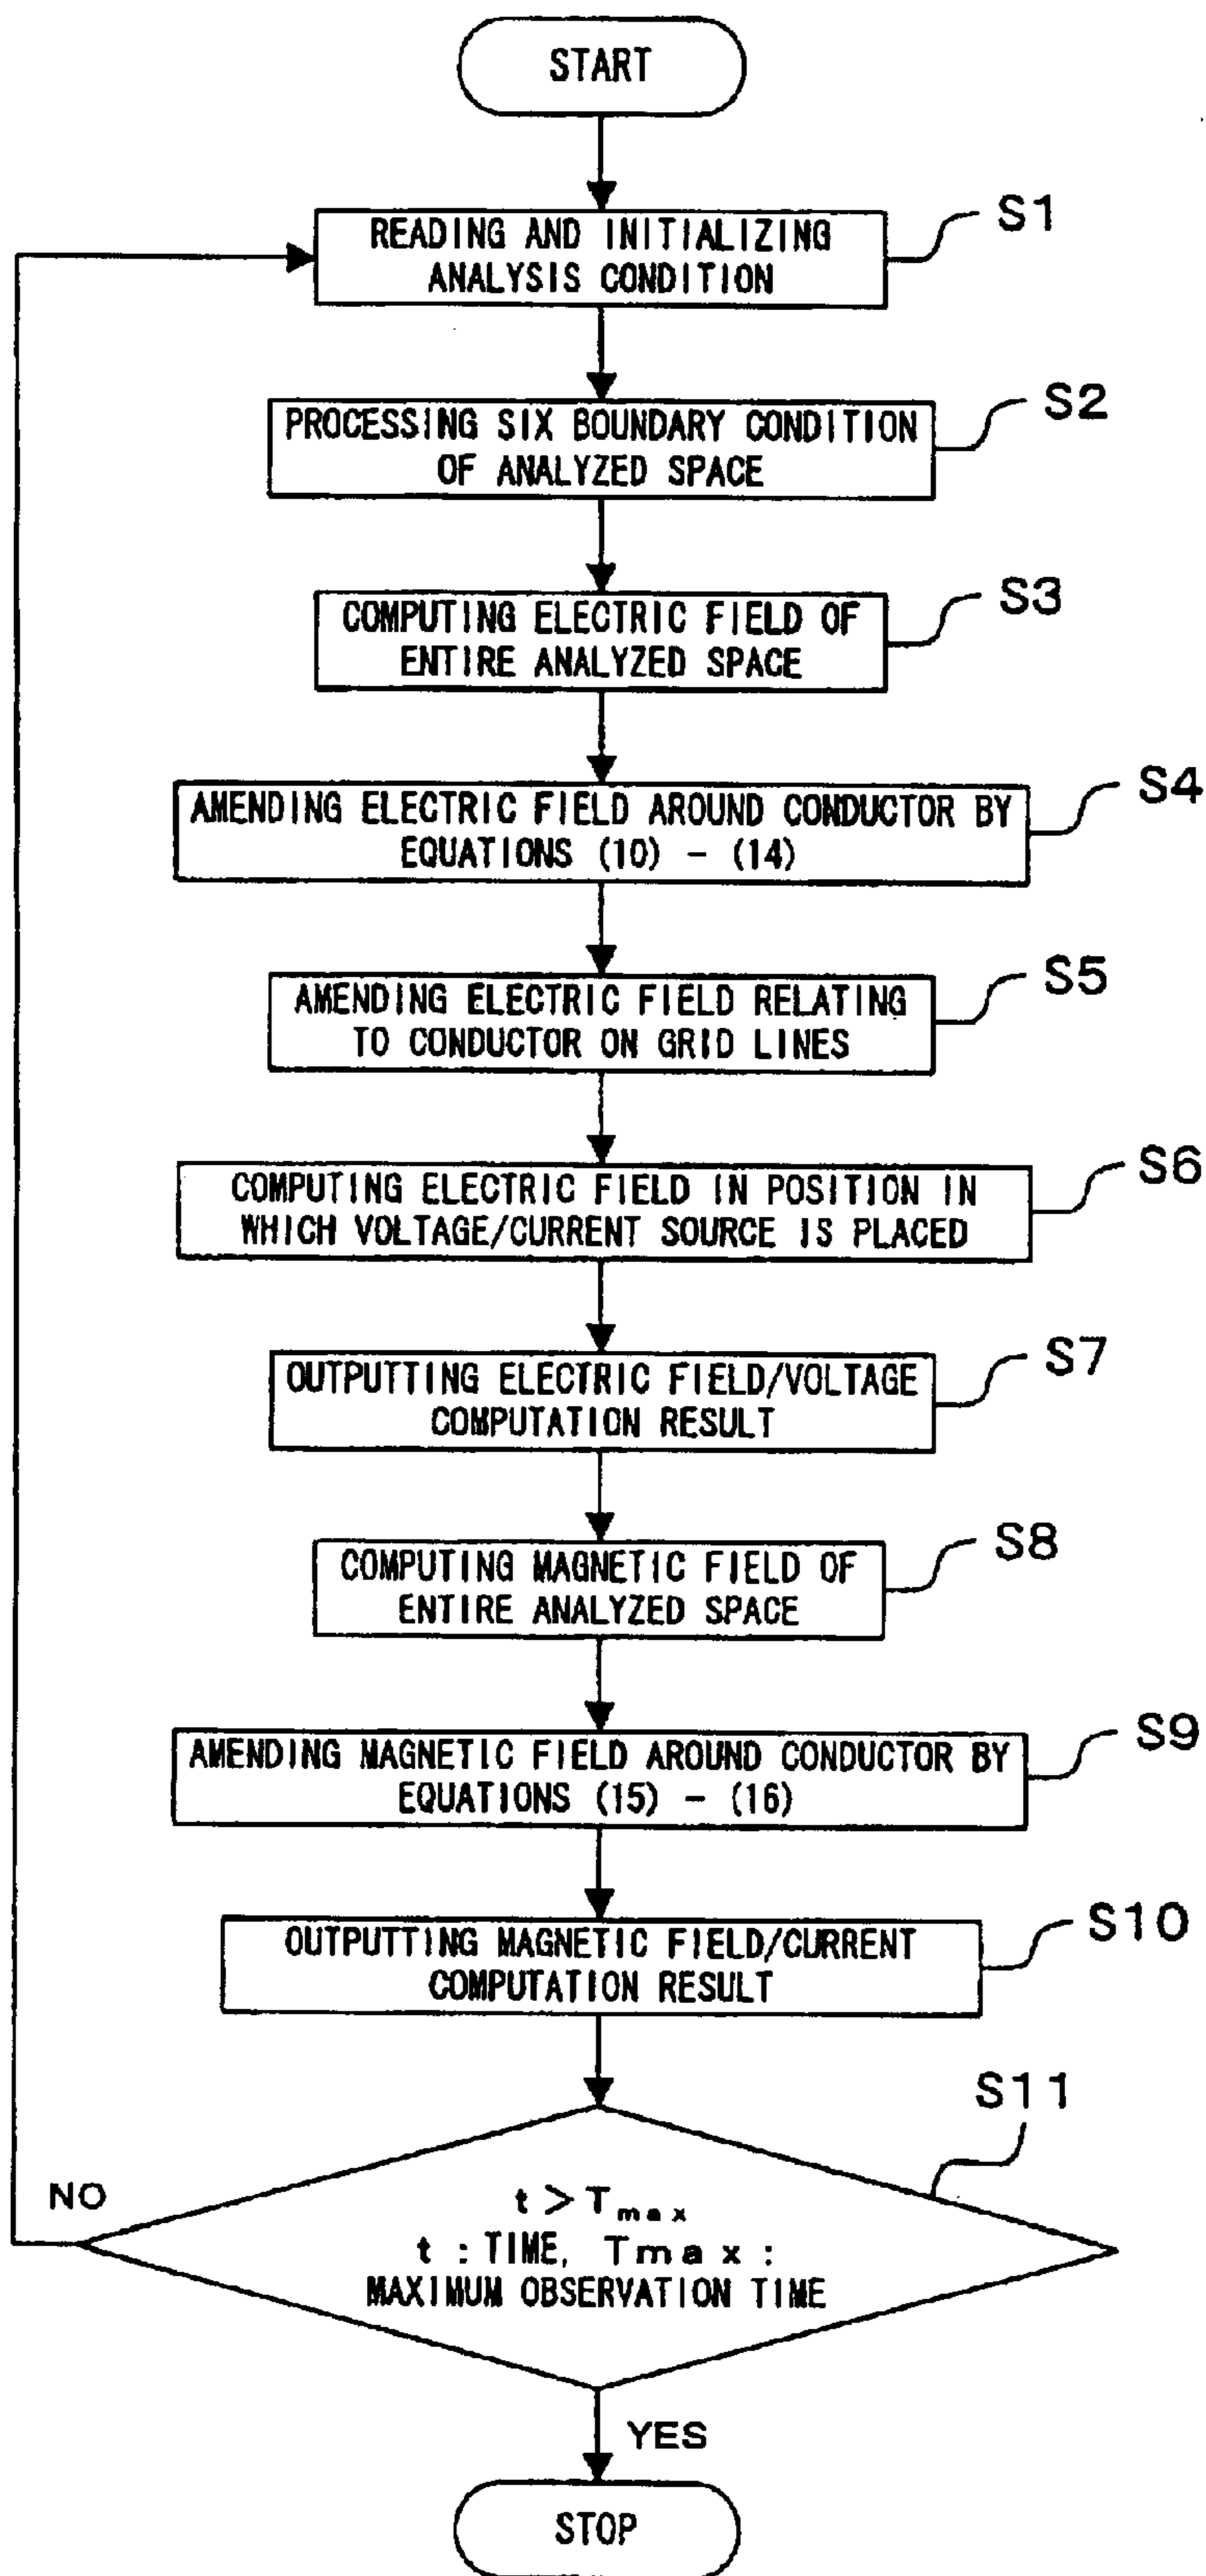 START
READING AND INITIALIZING
ANALYSIS CONDITION
S1
PROCESSING SIX BOUNDARY CONDITION
OF ANALYZED SPACE
S2
COMPUTING ELECTRIC FIELD OF
ENTIRE ANALYZED SPACE
S3
AMENDING ELECTRIC FIELD AROUND CONDUCTOR BY
EQUATIONS (10) - (14)
S4
AMENDING ELECTRIC FIELD RELATING
TO CONDUCTOR ON GRID LINES
S5
COMPUTING ELECTRIC FIELD IN POSITION IN
WHICH VOLTAGE/CURRENT SOURCE IS PLACED
S6
OUTPUTTING ELECTRIC FIELD/VOLTAGE
COMPUTATION RESULT
S7
COMPUTING MAGNETIC FIELD OF
ENTIRE ANALYZED SPACE
S8
AMENDING MAGNETIC FIELD AROUND CONDUCTOR BY
EQUATIONS (15) - (16)
S9
OUTPUTTING MAGNETIC FIELD/CURRENT
COMPUTATION RESULT
S10
S11
NO
t > Tmax
t : TIME, Tmax :
MAXIMUM OBSERVATION TIME
YES
STOP